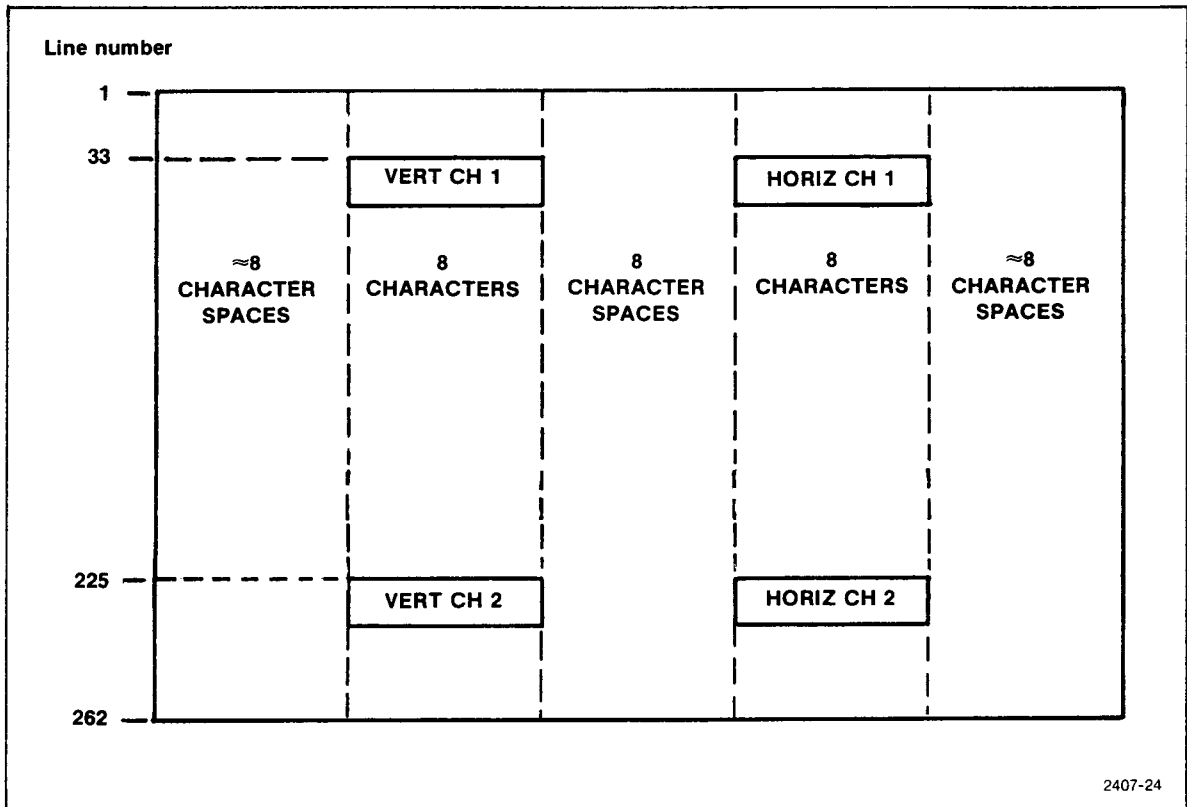 Line number
1
33
VERT CH 1
HORIZ CH 1
≈8
CHARACTER
SPACES
8
CHARACTERS
8
CHARACTER
SPACES
8
CHARACTERS
≈8
CHARACTER
SPACES
225
VERT CH 2
HORIZ CH 2
262
2407-24